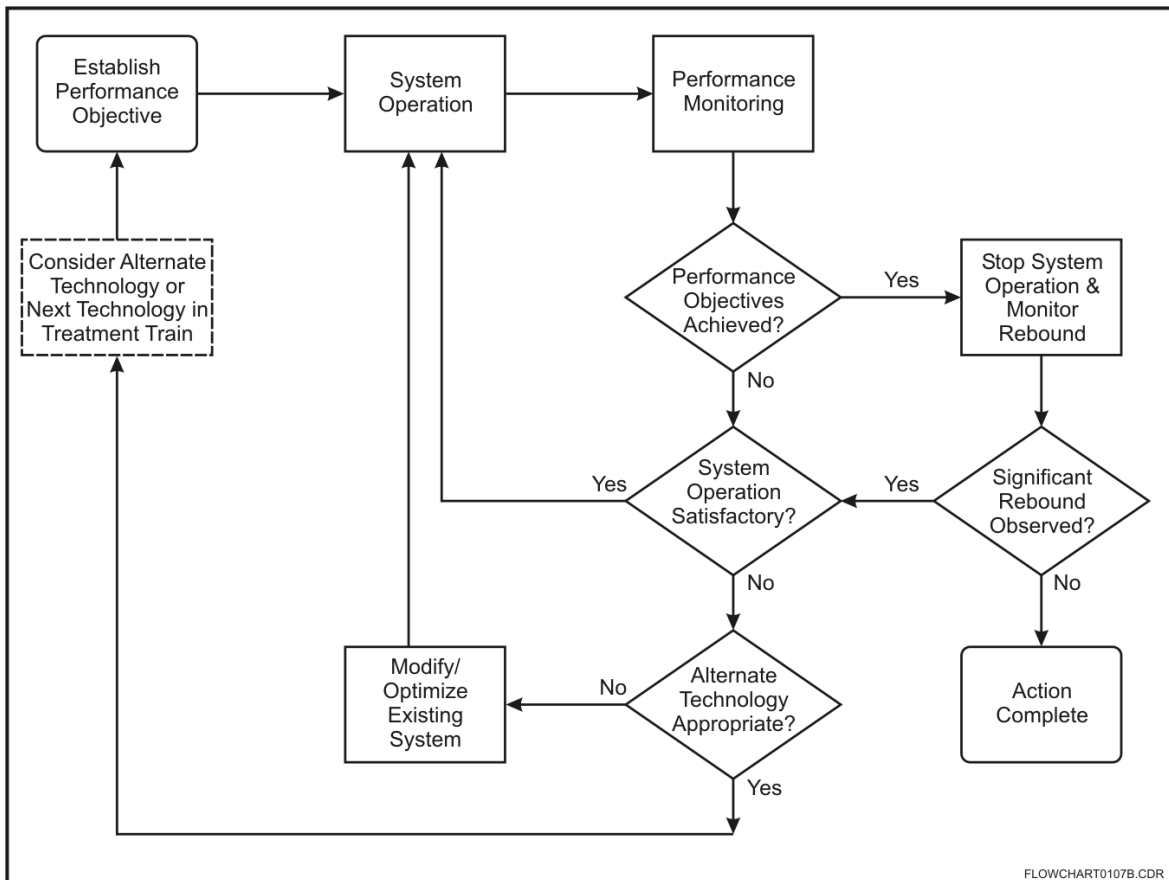 Establish
Performance
Objective
System
Operation
Performance
Monitoring
Consider Alternate
Technology or
Next Technology in
Treatment Train
Performance
Objectives
Achieved?
Yes
Stop System
Operation &
Monitor
Rebound
No
Yes
System
Operation
Satisfactory?
Yes
Significant
Rebound
Observed?
No
No
Modify/
Optimize
Existing
System
No
Alternate
Technology
Appropriate?
Action
Complete
Yes
FLOWCHART0107B.CDR